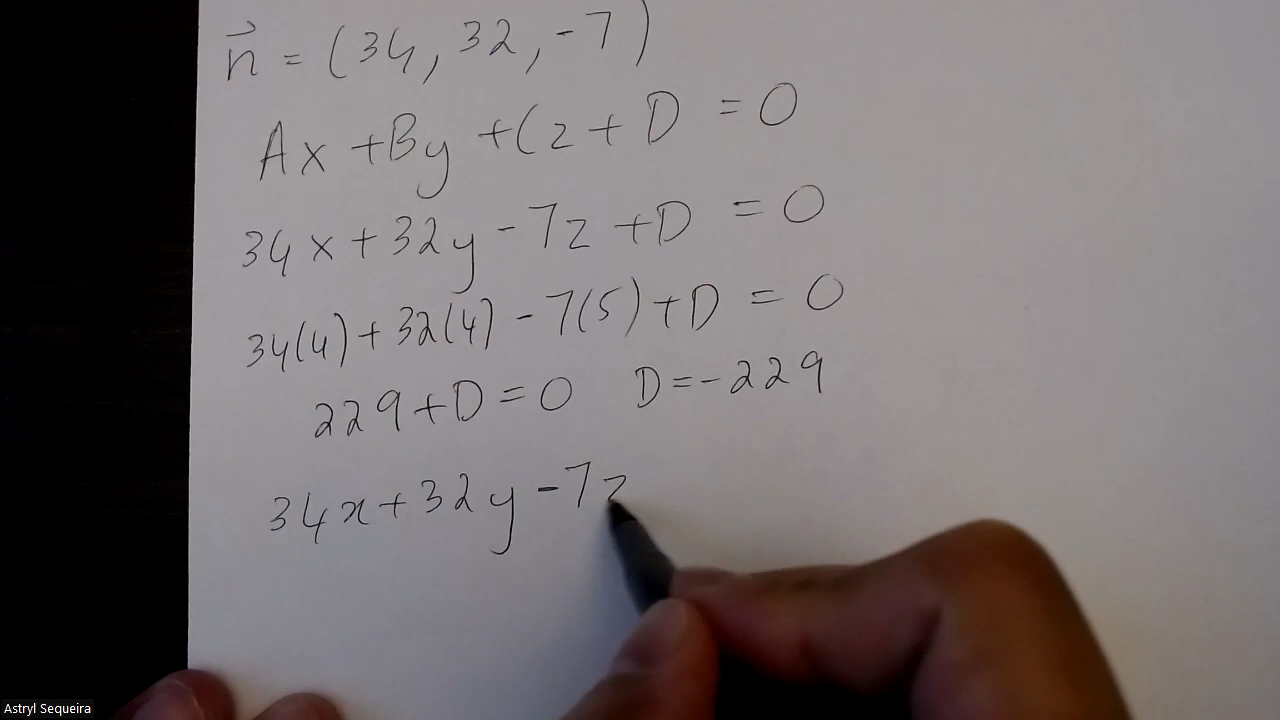 n⃗ = (34, 32, -7)
Ax + By + Cz + D = 0
34x + 32y - 7z + D = 0
34(4) + 32(4) - 7(5) + D = 0
229 + D = 0 D = -229
34x + 32y - 7z
Astryl Sequeira